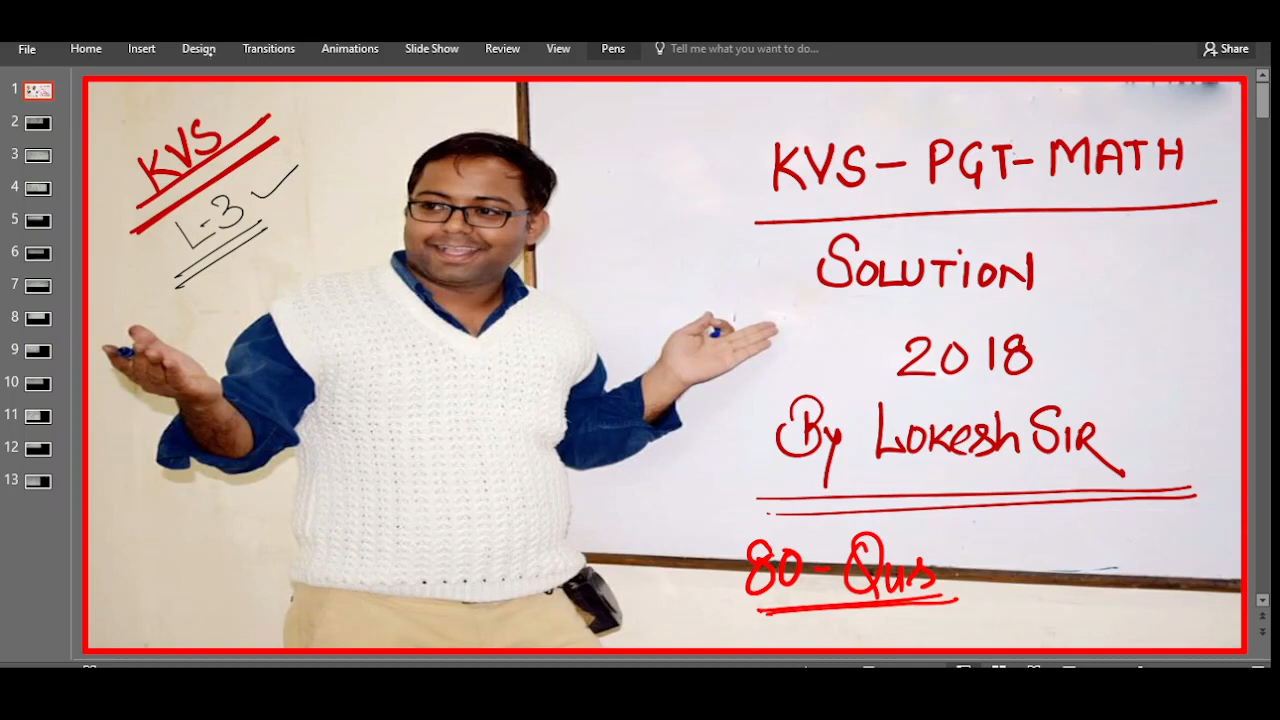 File Home Insert Design Transitions Animations Slide Show Review View Pens Tell me what you want to do... Share
1
2
3
4
5
6
7
8
9
10
11
12
13
KVS
L-3
KVS - PGT - MATH
SOLUTION
2018
By LOKESH SIR
80 - Qus